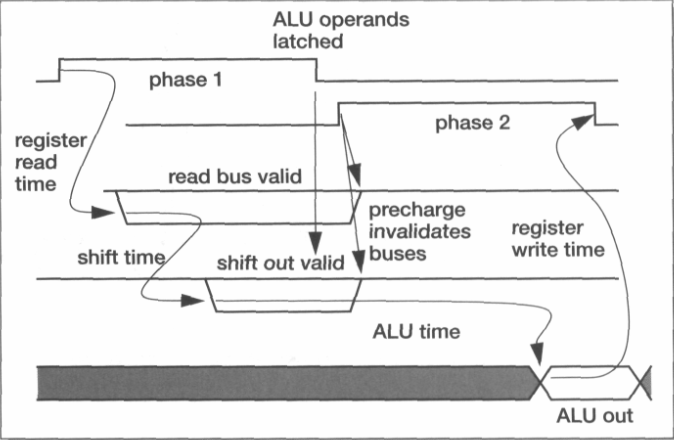 ALU operands
latched
phase 1
phase 2
register
read
time
read bus valid
precharge
invalidates
buses
register
write time
shift time
shift out valid
ALU time
ALU out